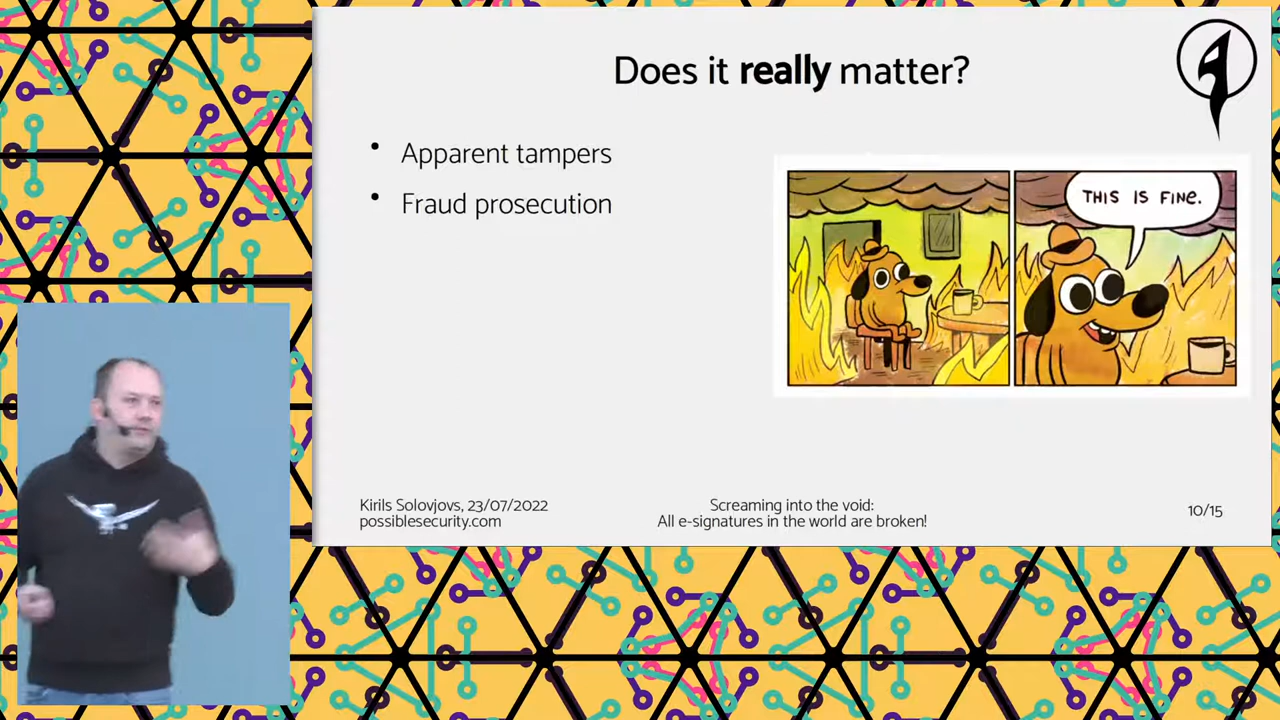 Does it really matter?
Apparent tampers
Fraud prosecution
THIS IS FINE.
Kirils Solovjovs, 23/07/2022
possiblesecurity.com
Screaming into the void:
All e-signatures in the world are broken!
10/15